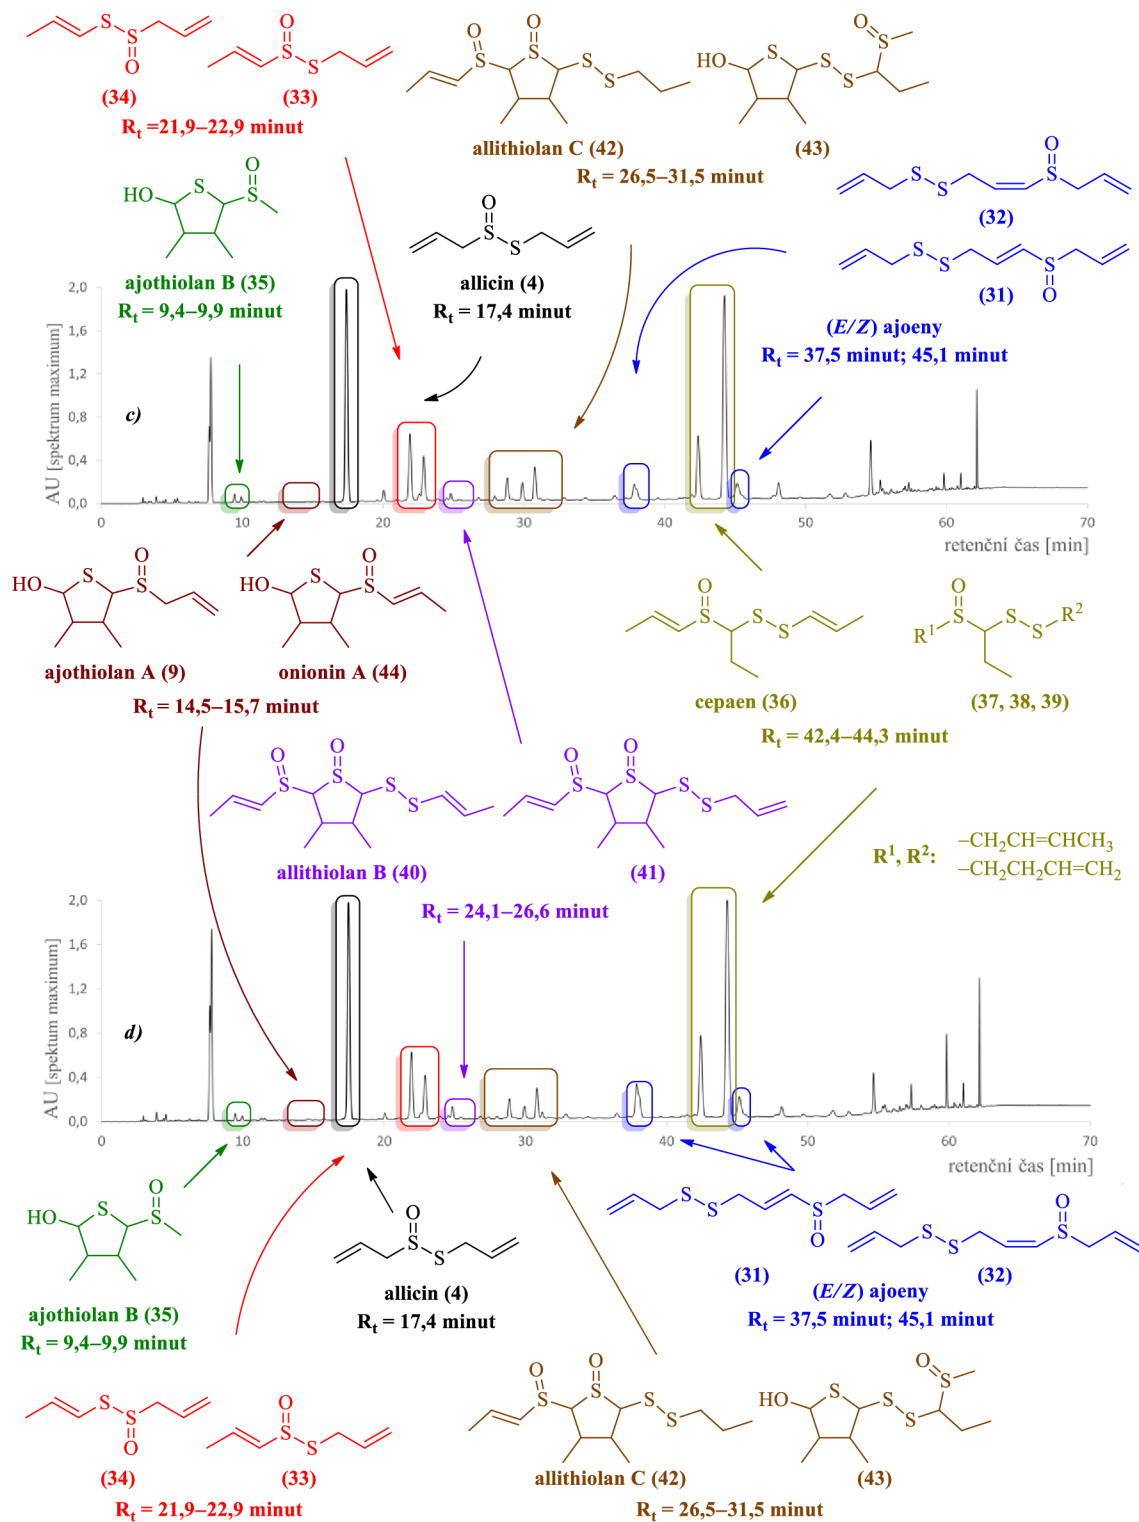 (34)
(33)
Rt =21,9–22,9 minut
allithiolan C (42)
(43)
Rt = 26,5–31,5 minut
ajothiolan B (35)
Rt = 9,4–9,9 minut
allicin (4)
Rt = 17,4 minut
(32)
(31)
(E/Z) ajoeny
Rt = 37,5 minut; 45,1 minut
c)
AU [spektrum maximum]
2,0
1,6
1,2
0,8
0,4
0,0
0 10 20 30 40 50 60 70
retenční čas [min]
ajothiolan A (9)
onionin A (44)
Rt = 14,5–15,7 minut
cepaen (36)
(37, 38, 39)
Rt = 42,4–44,3 minut
allithiolan B (40)
(41)
Rt = 24,1–26,6 minut
R1, R2:
–CH2CH=CHCH3
–CH2CH2CH=CH2
d)
AU [spektum maximum]
2,0
1,6
1,2
0,8
0,4
0,0
0 10 20 30 40 50 60 70
retenční čas [min]
ajothiolan B (35)
Rt = 9,4–9,9 minut
allicin (4)
Rt = 17,4 minut
(31)
(32)
(E/Z) ajoeny
Rt = 37,5 minut; 45,1 minut
(34)
(33)
Rt = 21,9–22,9 minut
allithiolan C (42)
(43)
Rt = 26,5–31,5 minut